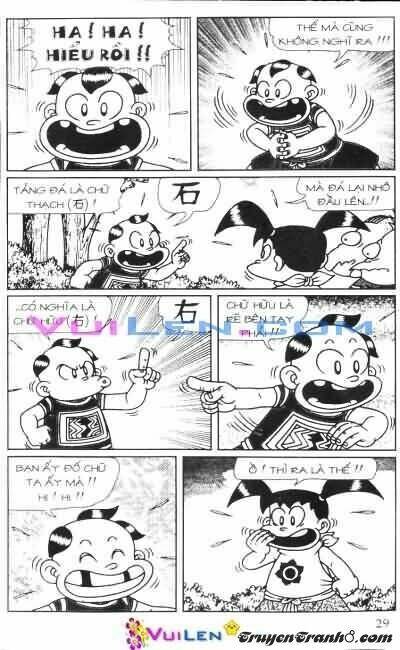 HA! HA!
HIỂU RỒI!!
THẾ MÀ CŨNG
KHÔNG NGHĨ RA!!!
TẢNG ĐÁ LÀ CHỮ
THẠCH (石)!
石
MÀ ĐÁ LẠI NHÔ
ĐẦU LÊN..!!
..CÓ NGHĨA LÀ
CHỮ HỮU (右)!
右
CHỮ HỮU LÀ
RẼ BÊN TAY
PHẢI!
VUILEN.COM
BẠN ẤY ĐỐ CHỮ
TA ẤY MÀ!!
HI! HI!!
Ồ! THÌ RA LÀ THẾ!!
29
VUILEN
TruyenTranh8.com